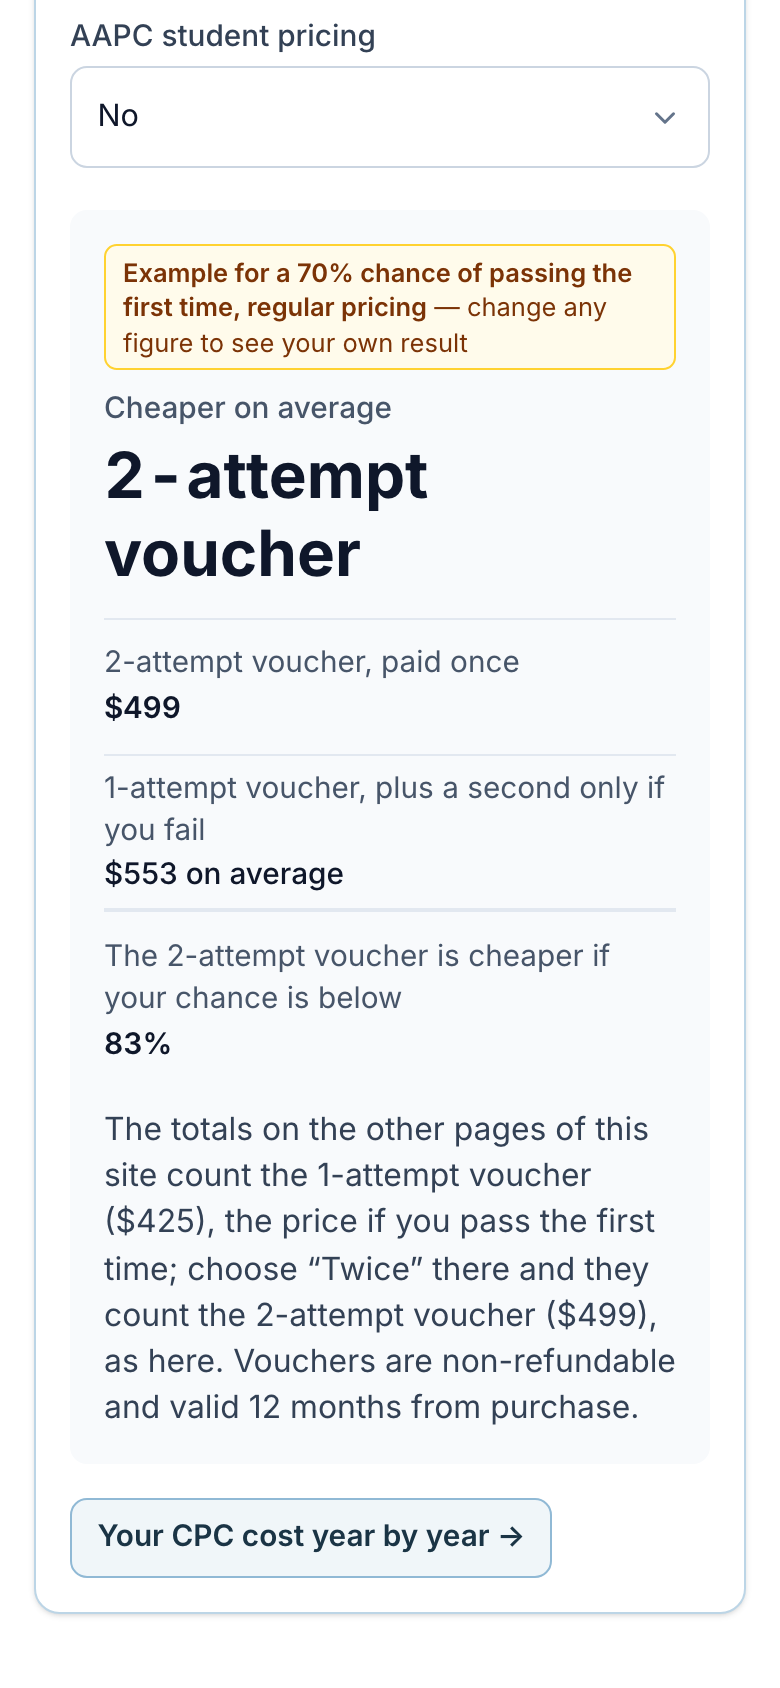 AAPC student pricing
No
Example for a 70% chance of passing the
first time, regular pricing — change any
figure to see your own result
Cheaper on average
2-attempt
voucher
2-attempt voucher, paid once
$499
1-attempt voucher, plus a second only if
you fail
$553 on average
The 2-attempt voucher is cheaper if
your chance is below
83%
The totals on the other pages of this
site count the 1-attempt voucher
($425), the price if you pass the first
time; choose “Twice” there and they
count the 2-attempt voucher ($499),
as here. Vouchers are non-refundable
and valid 12 months from purchase.
Your CPC cost year by year →